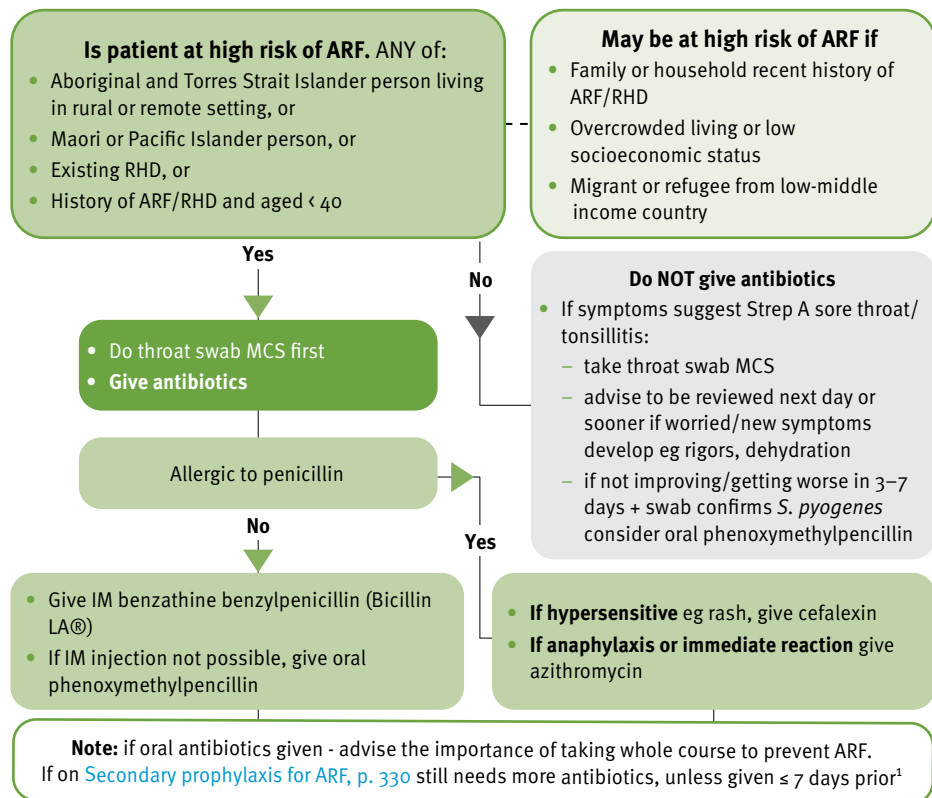 Is patient at high risk of ARF. ANY of:
• Aboriginal and Torres Strait Islander person living
in rural or remote setting, or
• Maori or Pacific Islander person, or
• Existing RHD, or
• History of ARF/RHD and aged < 40
May be at high risk of ARF if
• Family or household recent history of
ARF/RHD
• Overcrowded living or low
socioeconomic status
• Migrant or refugee from low-middle
income country
Yes
No
• Do throat swab MCS first
• Give antibiotics
Do NOT give antibiotics
• If symptoms suggest Strep A sore throat/
tonsillitis:
– take throat swab MCS
– advise to be reviewed next day or
sooner if worried/new symptoms
develop eg rigors, dehydration
– if not improving/getting worse in 3–7
days + swab confirms S. pyogenes
consider oral phenoxymethylpencillin
Allergic to penicillin
No
Yes
• Give IM benzathine benzylpenicillin (Bicillin
LA®)
• If IM injection not possible, give oral
phenoxymethylpencillin
• If hypersensitive eg rash, give cefalexin
• If anaphylaxis or immediate reaction give
azithromycin
Note: if oral antibiotics given - advise the importance of taking whole course to prevent ARF.
If on Secondary prophylaxis for ARF, p. 330 still needs more antibiotics, unless given ≤ 7 days prior¹